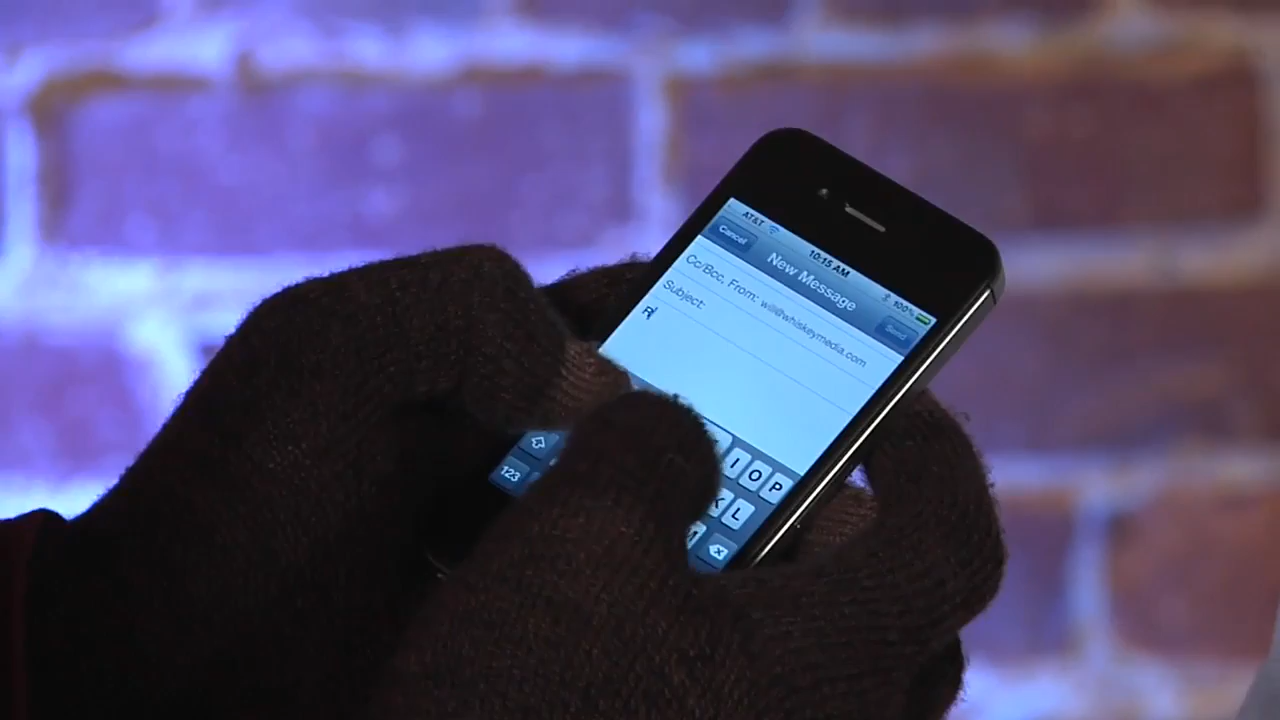 AT&T 10:15 AM 100%
Cancel New Message Send
Cc/Bcc, From: will@whiskeymedia.com
Subject:
R
I O P
K L
123 M